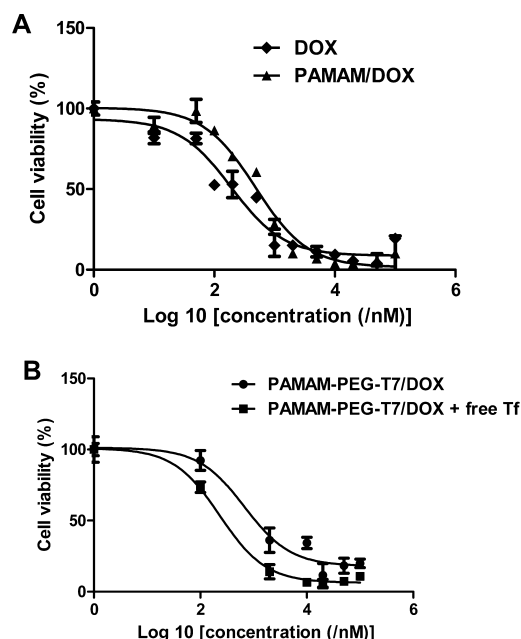 A
150
DOX
PAMAM/DOX
100
Cell viability (%)
50
0
0
2
4
6
Log 10 [concentration (/nM)]
B
150
PAMAM-PEG-T7/DOX
PAMAM-PEG-T7/DOX + free Tf
100
Cell viability (%)
50
0
0
2
4
6
Log 10 [concentration (/nM)]